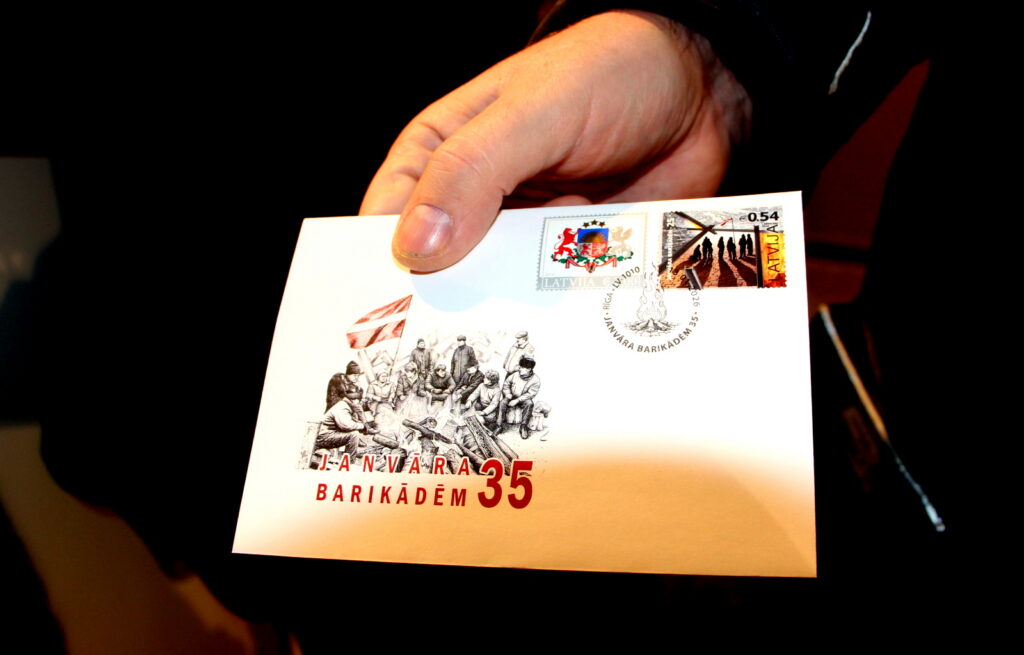 €0.54
LATVIJA
LATVIJA
RĪGA · LV-1010
JANVĀRA BARIKĀDĒM 35
JANVĀRA
BARIKĀDĒM 35